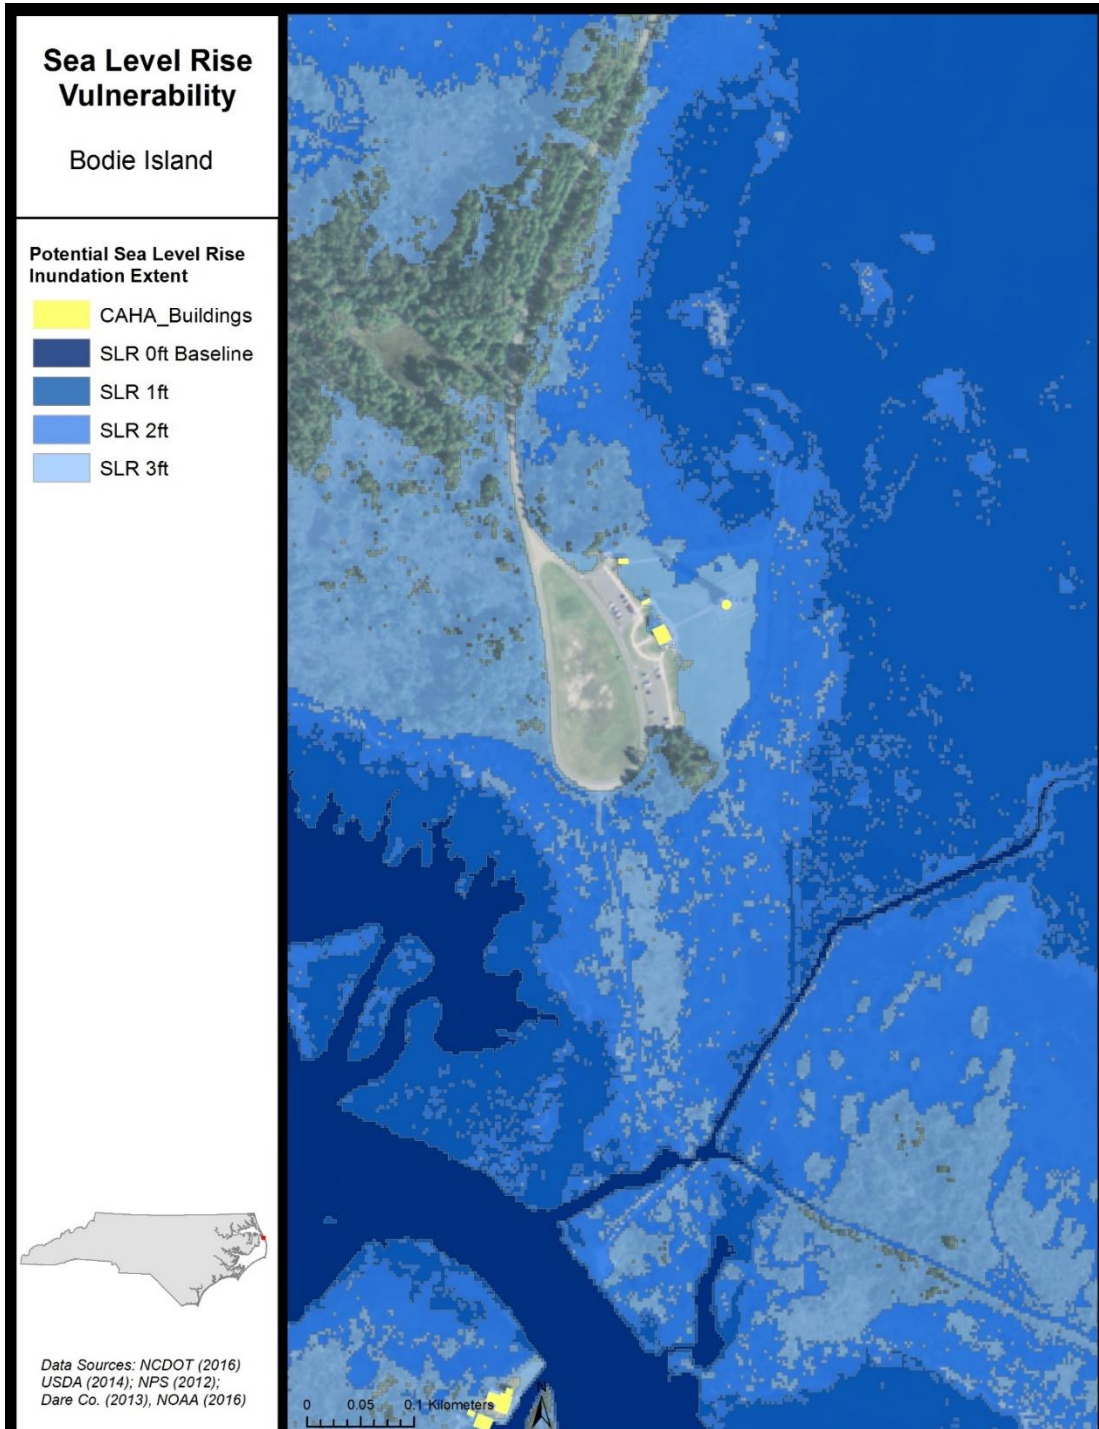 Sea Level Rise
Vulnerability
Bodie Island
Potential Sea Level Rise
Inundation Extent
CAHA_Buildings
SLR 0ft Baseline
SLR 1ft
SLR 2ft
SLR 3ft
Data Sources: NCDOT (2016)
USDA (2014); NPS (2012);
Dare Co. (2013), NOAA (2016)
0 0.05 0.1 Kilometers